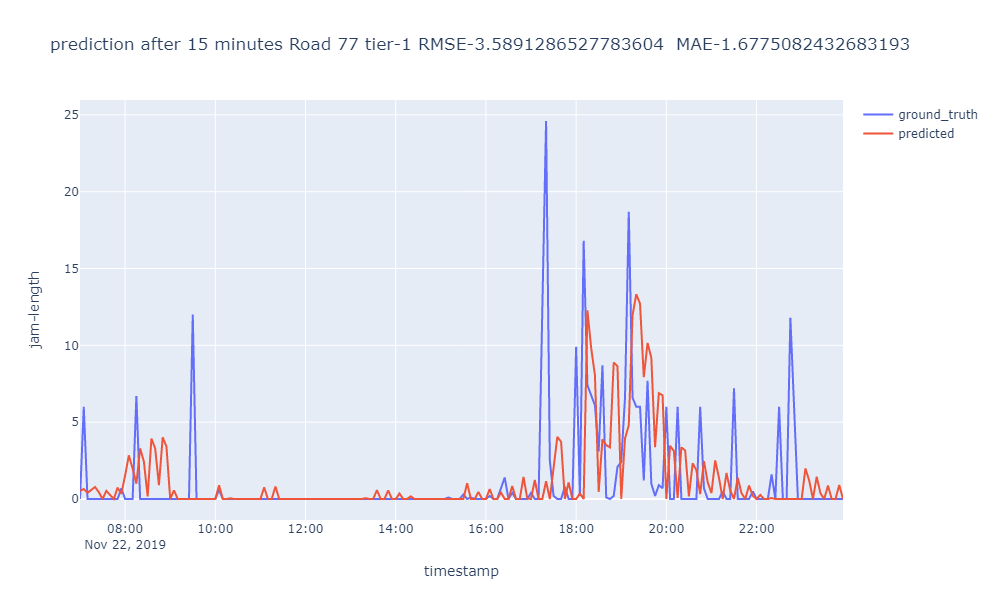 prediction after 15 minutes Road 77 tier-1 RMSE-3.5891286527783604  MAE-1.6775082432683193
ground_truth
predicted
25
20
15
10
5
0
jam-length
08:00 10:00 12:00 14:00 16:00 18:00 20:00 22:00
Nov 22, 2019
timestamp